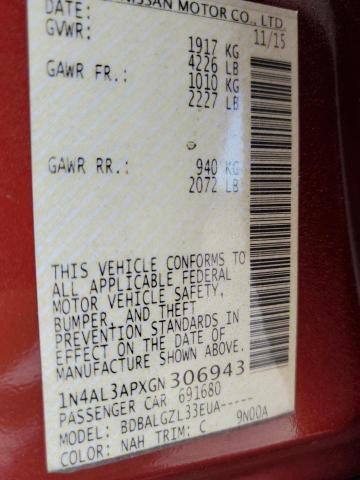 NISSAN MOTOR CO., LTD.
DATE: 11/15
GVWR: 1917 KG
4226 LB
GAWR FR.: 1010 KG
2227 LB
GAWR RR.: 940 KG
2072 LB
THIS VEHICLE CONFORMS TO
ALL APPLICABLE FEDERAL
MOTOR VEHICLE SAFETY,
BUMPER, AND THEFT
PREVENTION STANDARDS IN
EFFECT ON THE DATE OF
MANUFACTURE SHOWN ABOVE.
1N4AL3APXGN306943
PASSENGER CAR 691680
MODEL: BDBALGZL33EUA-----
COLOR: NAH TRIM: C 9N00A